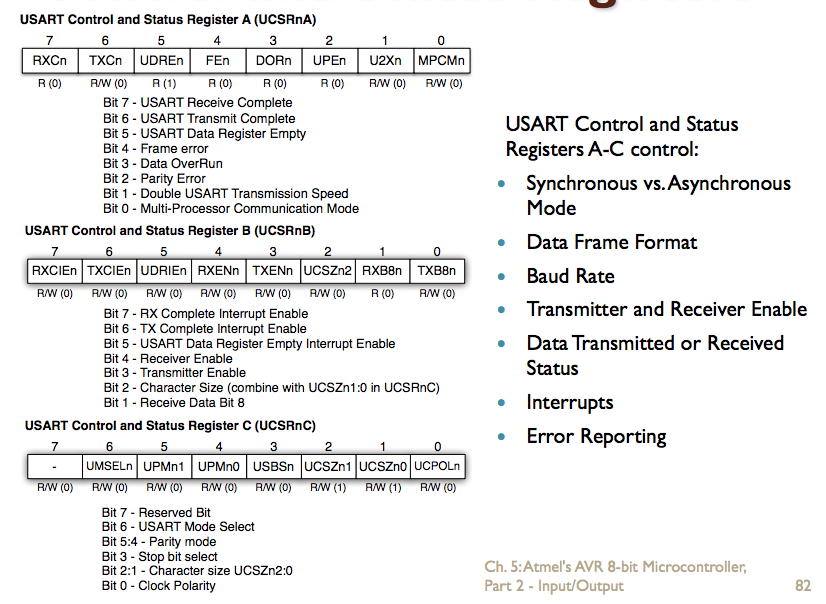 USART Control and Status Register A (UCSRnA)
7 6 5 4 3 2 1 0
RXCn TXCn UDREn FEn DORn UPEn U2Xn MPCMn
R (0) R/W (0) R (1) R (0) R (0) R (0) R/W (0) R/W (0)
Bit 7 - USART Receive Complete
Bit 6 - USART Transmit Complete
Bit 5 - USART Data Register Empty
Bit 4 - Frame error
Bit 3 - Data OverRun
Bit 2 - Parity Error
Bit 1 - Double USART Transmission Speed
Bit 0 - Multi-Processor Communication Mode
USART Control and Status Register B (UCSRnB)
7 6 5 4 3 2 1 0
RXCIEn TXCIEn UDRIEn RXENn TXENn UCSZn2 RXB8n TXB8n
R/W (0) R/W (0) R/W (0) R/W (0) R/W (0) R/W (0) R (0) R/W (0)
Bit 7 - RX Complete Interrupt Enable
Bit 6 - TX Complete Interrupt Enable
Bit 5 - USART Data Register Empty Interrupt Enable
Bit 4 - Receiver Enable
Bit 3 - Transmitter Enable
Bit 2 - Character Size (combine with UCSZn1:0 in UCSRnC)
Bit 1 - Receive Data Bit 8
USART Control and Status Register C (UCSRnC)
7 6 5 4 3 2 1 0
- UMSELn UPMn1 UPMn0 USBSn UCSZn1 UCSZn0 UCPOLn
R/W (0) R/W (0) R/W (0) R/W (0) R/W (0) R/W (1) R/W (1) R/W (0)
Bit 7 - Reserved Bit
Bit 6 - USART Mode Select
Bit 5:4 - Parity mode
Bit 3 - Stop bit select
Bit 2:1 - Character size UCSZn2:0
Bit 0 - Clock Polarity
USART Control and Status
Registers A-C control:
• Synchronous vs. Asynchronous
Mode
• Data Frame Format
• Baud Rate
• Transmitter and Receiver Enable
• Data Transmitted or Received
Status
• Interrupts
• Error Reporting
Ch. 5: Atmel's AVR 8-bit Microcontroller,
Part 2 - Input/Output
82